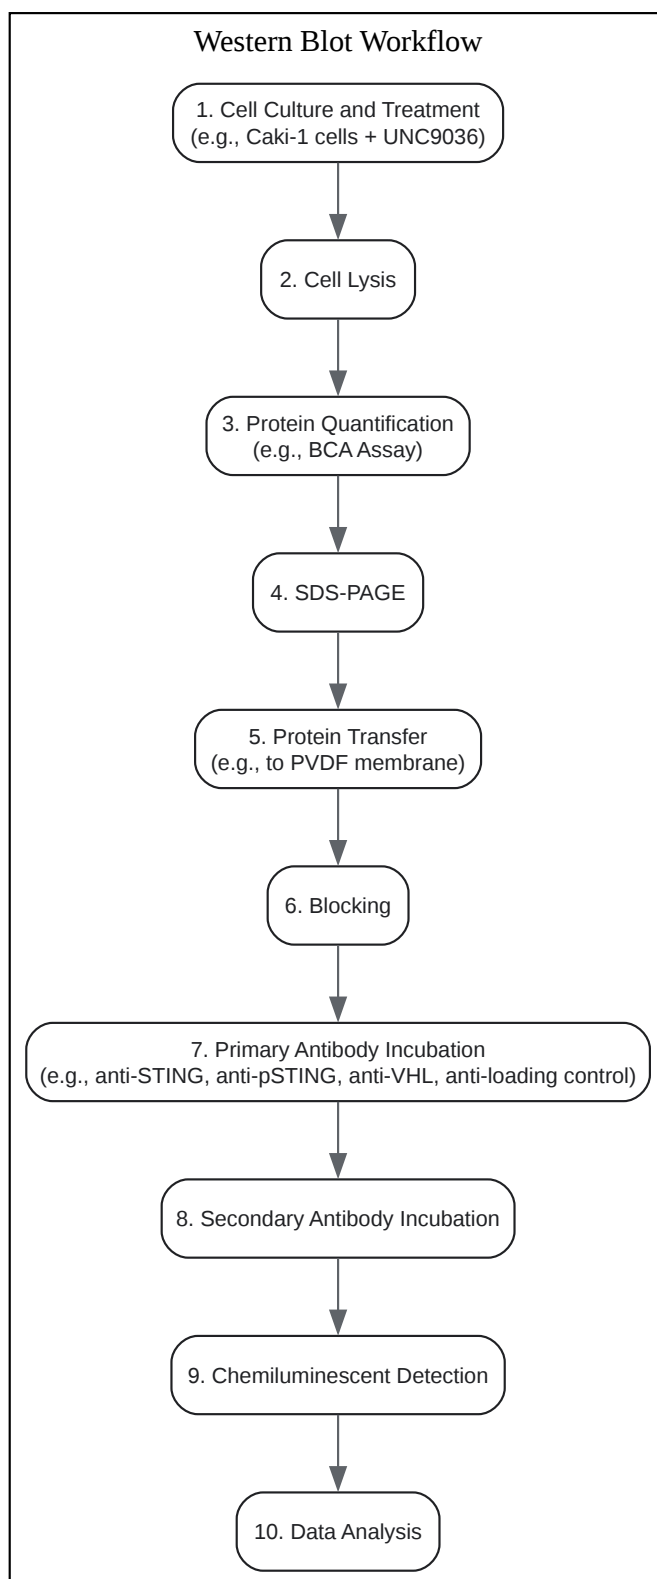 Western Blot Workflow
1. Cell Culture and Treatment
(e.g., Caki-1 cells + UNC9036)
2. Cell Lysis
3. Protein Quantification
(e.g., BCA Assay)
4. SDS-PAGE
5. Protein Transfer
(e.g., to PVDF membrane)
6. Blocking
7. Primary Antibody Incubation
(e.g., anti-STING, anti-pSTING, anti-VHL, anti-loading control)
8. Secondary Antibody Incubation
9. Chemiluminescent Detection
10. Data Analysis